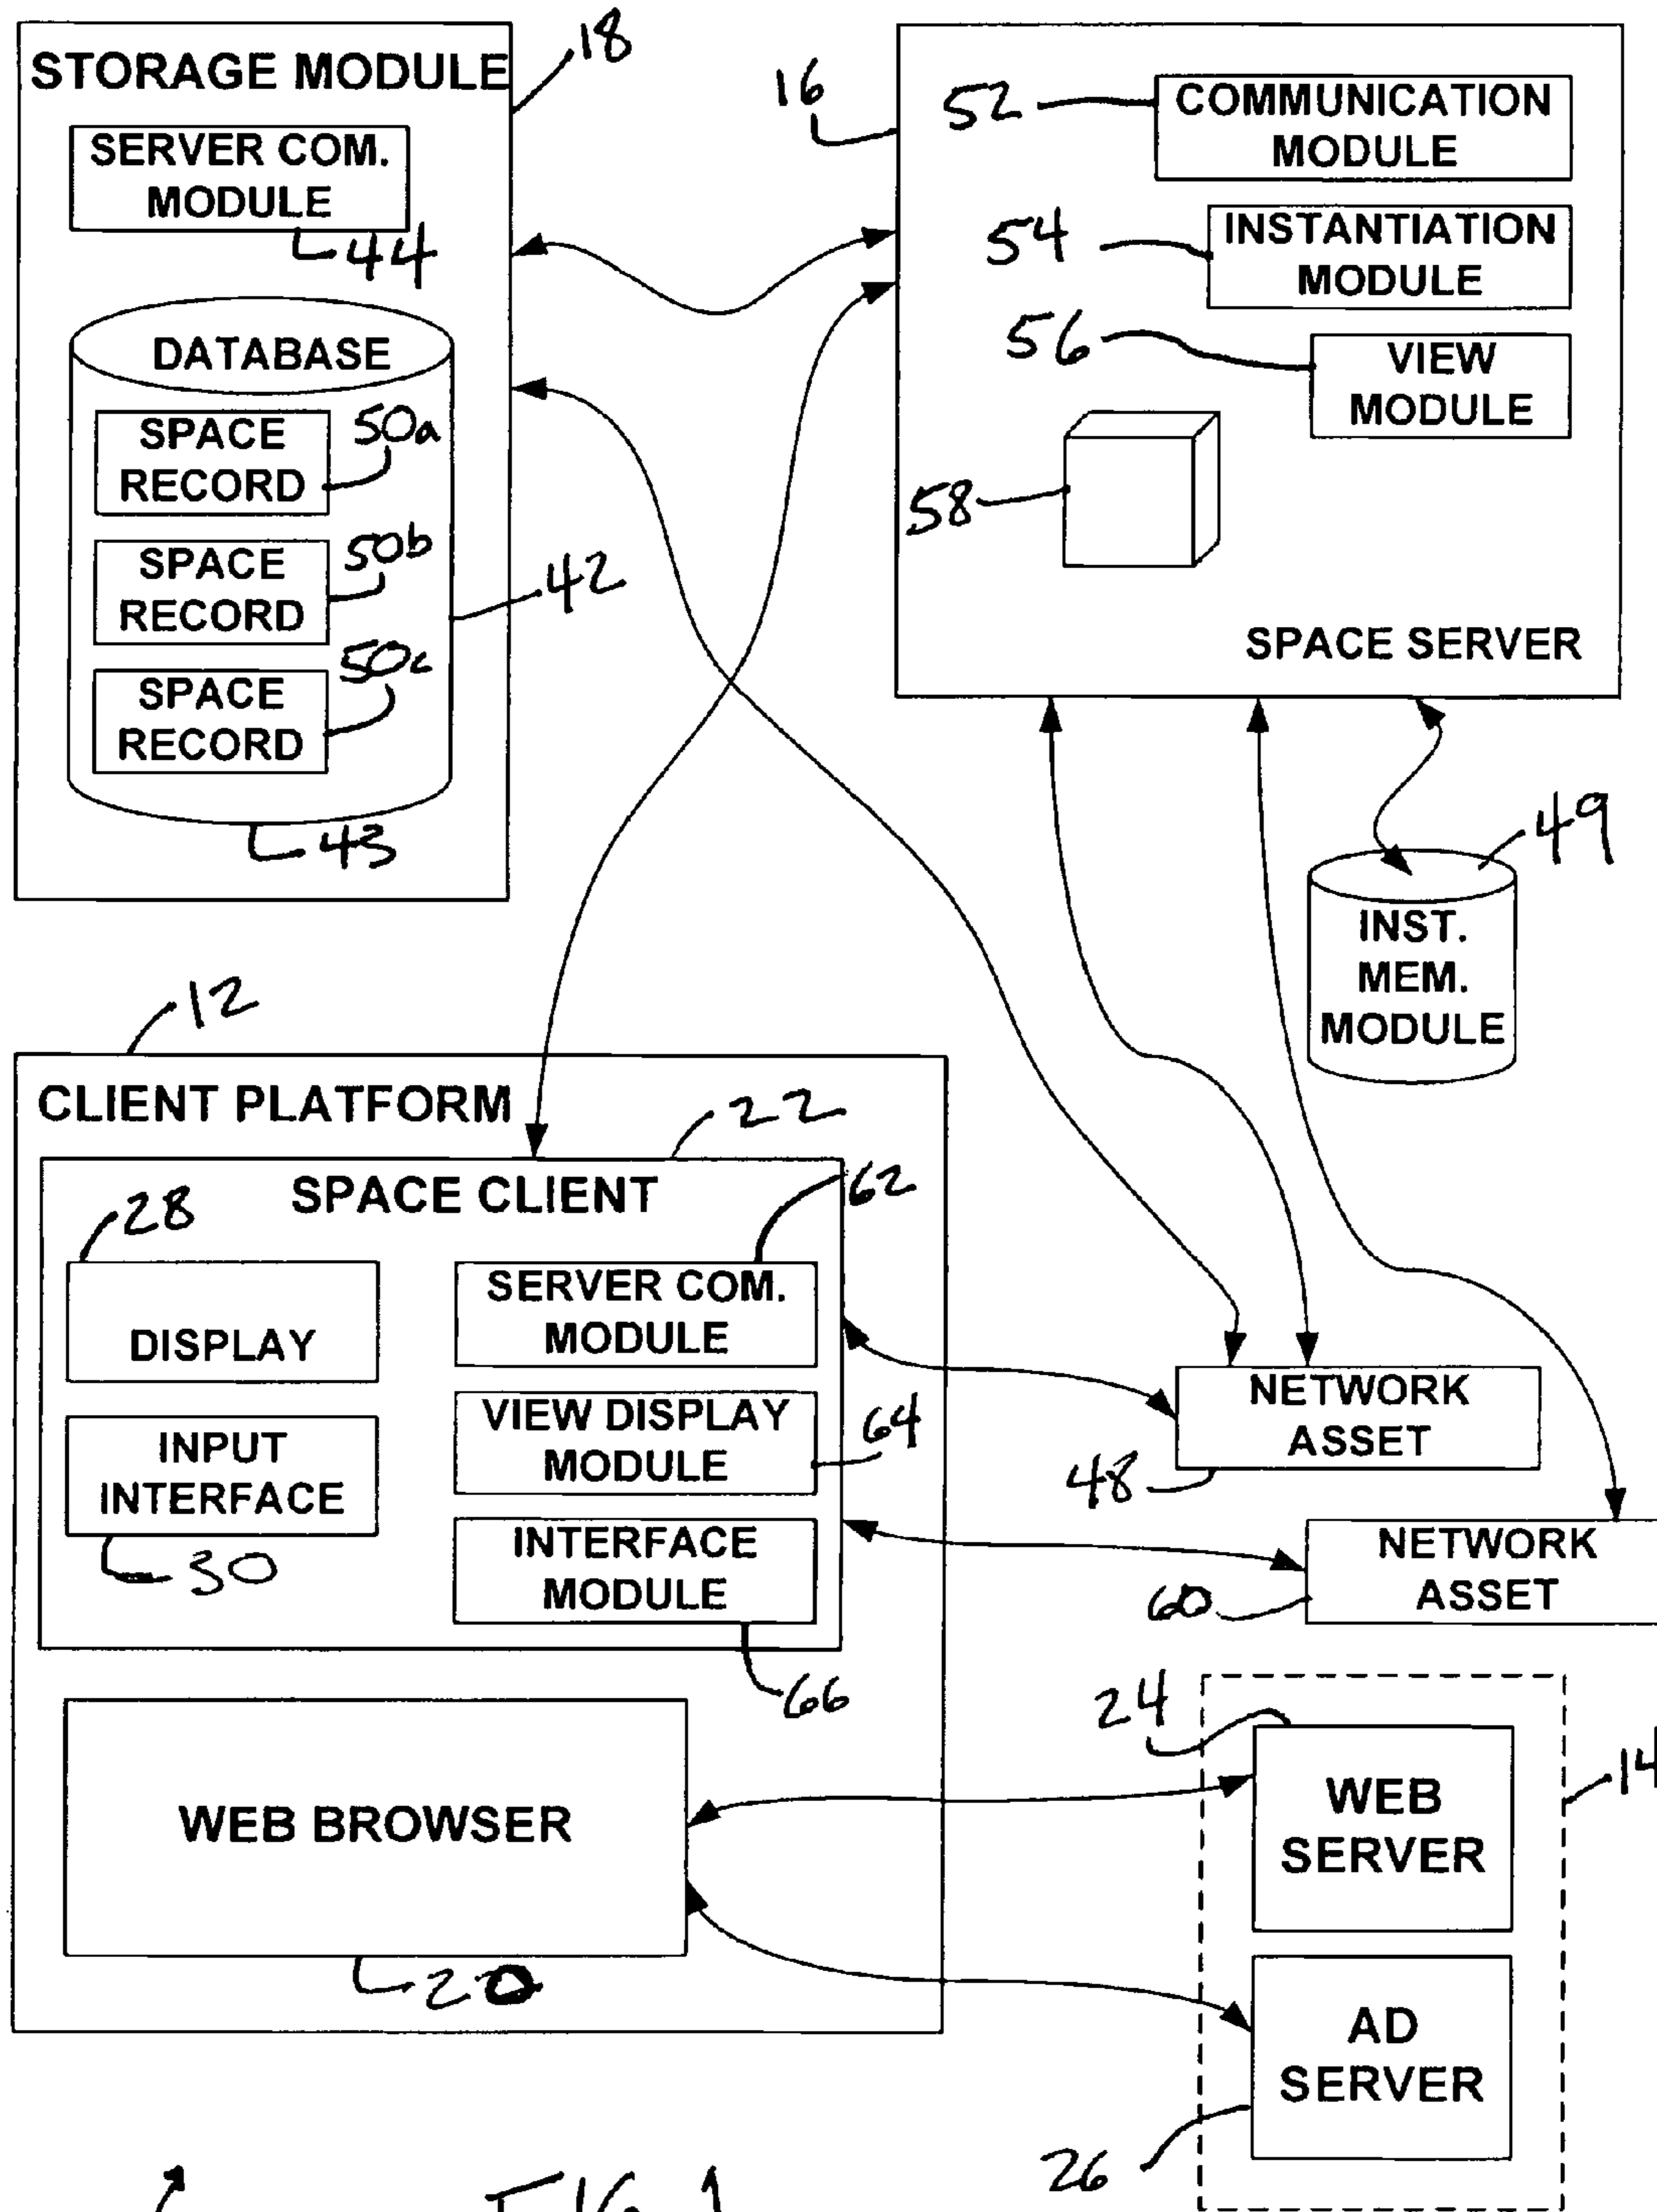 STORAGE MODULE
18
SERVER COM.
MODULE
44
DATABASE
SPACE
RECORD
50a
SPACE
RECORD
50b
42
SPACE
RECORD
50c
43
16
52
COMMUNICATION
MODULE
54
INSTANTIATION
MODULE
56
VIEW
MODULE
58
SPACE SERVER
49
INST.
MEM.
MODULE
12
CLIENT PLATFORM
22
SPACE CLIENT
28
DISPLAY
INPUT
INTERFACE
30
62
SERVER COM.
MODULE
VIEW DISPLAY
MODULE
64
INTERFACE
MODULE
66
NETWORK
ASSET
48
NETWORK
ASSET
60
WEB BROWSER
20
24
WEB
SERVER
14
AD
SERVER
26
FIG. 1